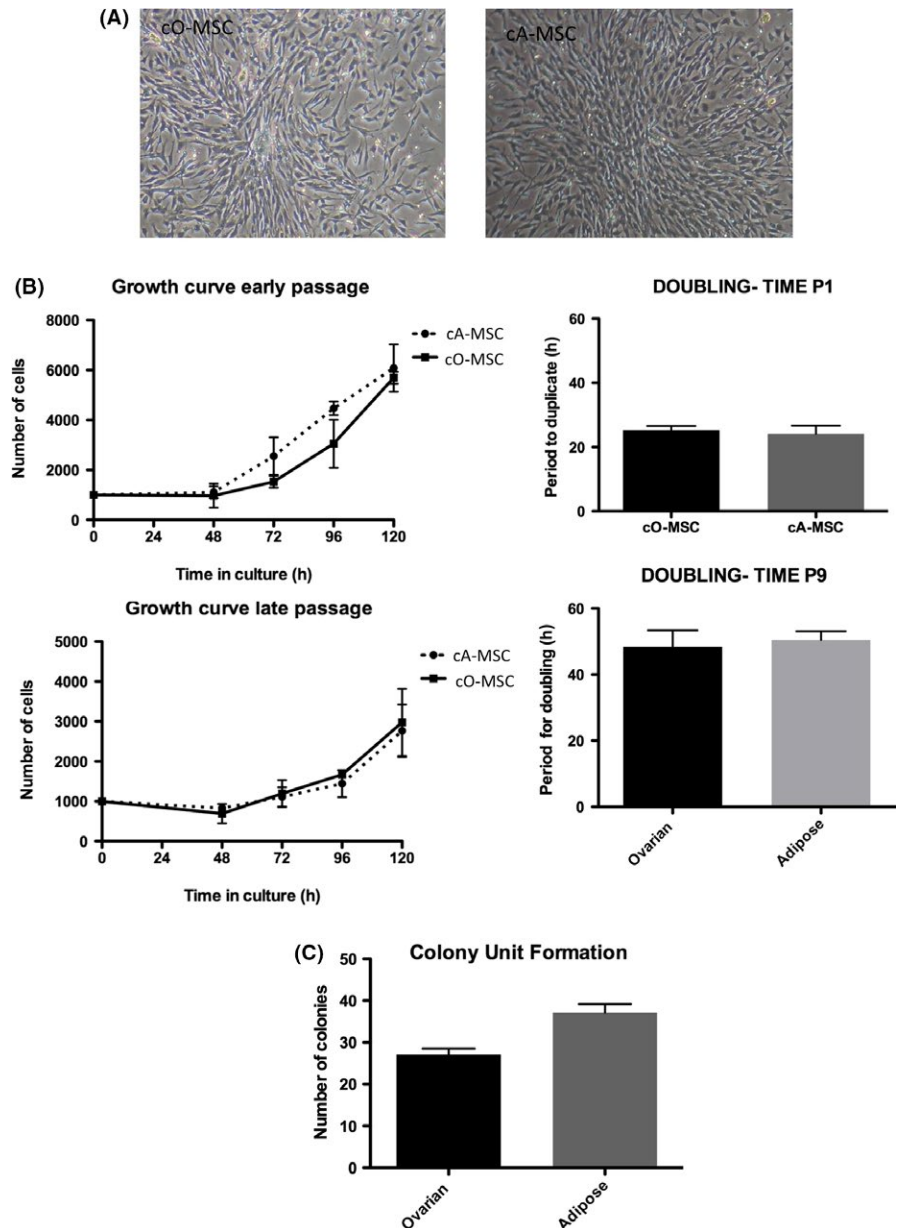 (A)
cO-MSC
cA-MSC
(B)
Growth curve early passage
Number of cells
8000
6000
4000
2000
0
0 24 48 72 96 120
Time in culture (h)
cA-MSC
cO-MSC
DOUBLING- TIME P1
Period to duplicate (h)
60
40
20
0
cO-MSC cA-MSC
Growth curve late passage
Number of cells
5000
4000
3000
2000
1000
0
0 24 48 72 96 120
Time in culture (h)
cA-MSC
cO-MSC
DOUBLING- TIME P9
Period for doubling (h)
60
40
20
0
Ovarian Adipose
(C)
Colony Unit Formation
Number of colonies
50
40
30
20
10
0
Ovarian Adipose